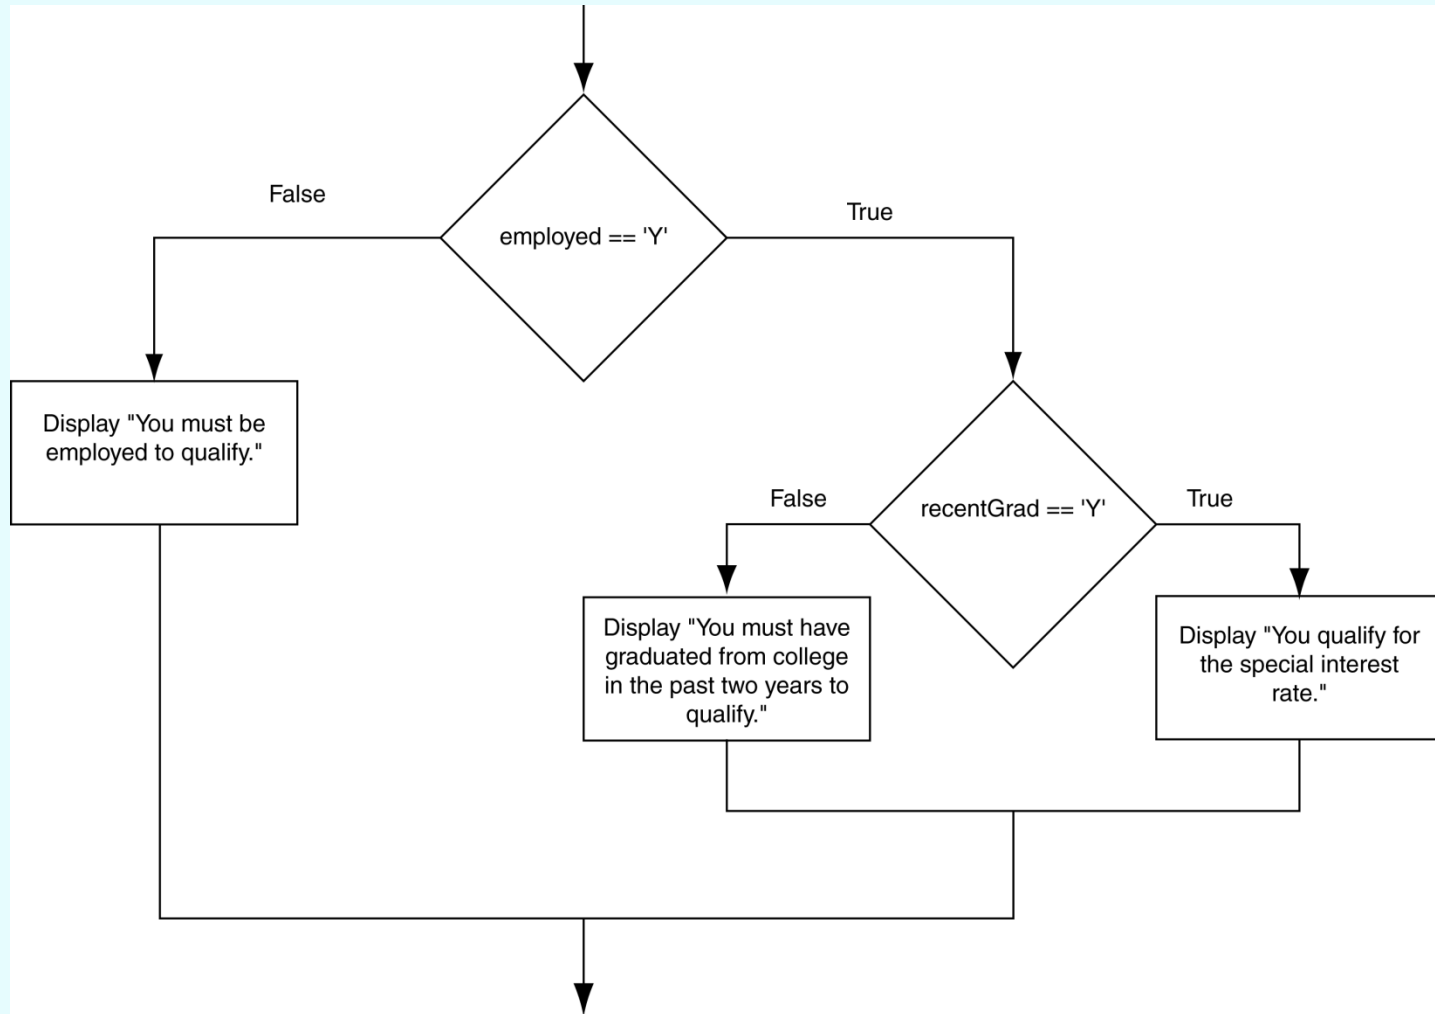 False
True
employed == 'Y'
Display "You must be
employed to qualify."
False
True
recentGrad == 'Y'
Display "You must have
graduated from college
in the past two years to
qualify."
Display "You qualify for
the special interest
rate."